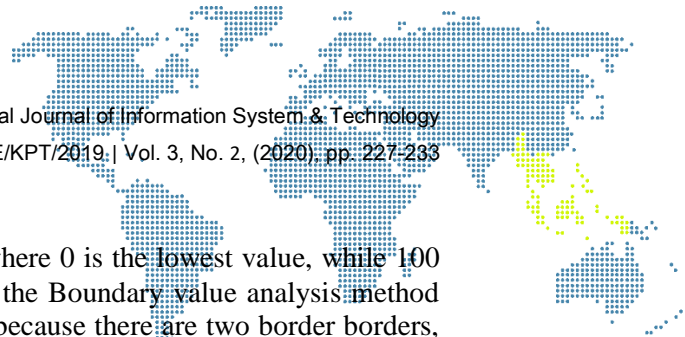 al Journal of Information System & Technology
E/KPT/2019 | Vol. 3, No. 2, (2020), pp. 227-233
where 0 is the lowest value, while 100
the Boundary value analysis method
because there are two border borders,